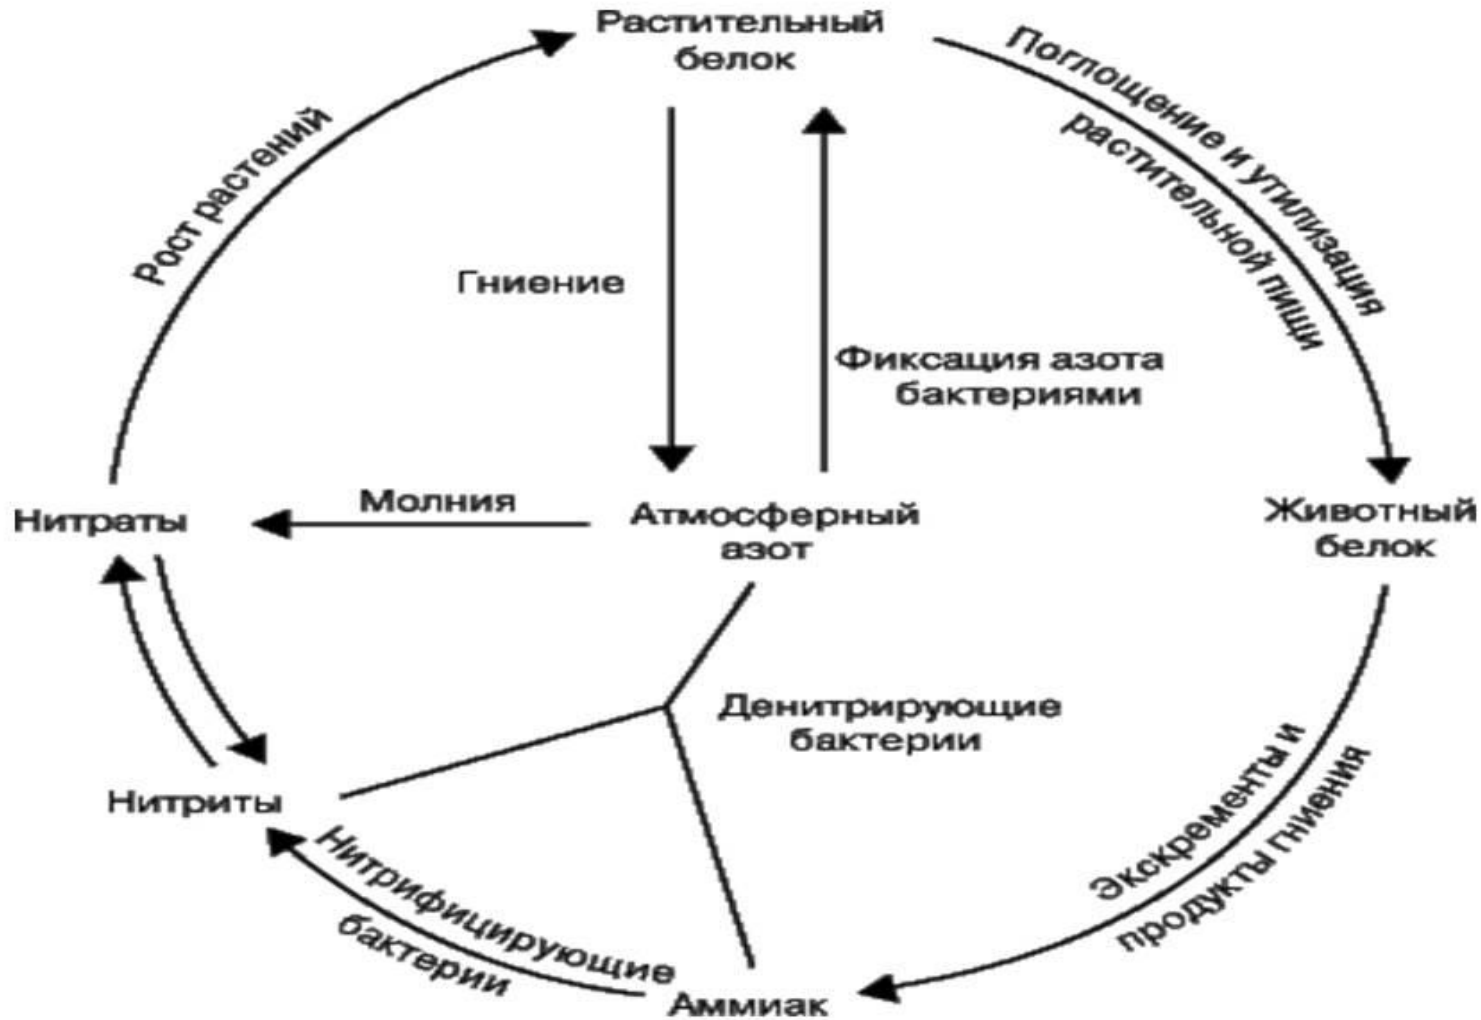 Растительный
белок
Поглощение и утилизация
растительной пищи
Рост растений
Гниение
Фиксация азота
бактериями
Нитраты
Молния
Атмосферный
азот
Животный
белок
Денитрирующие
бактерии
Нитриты
Экскременты и
продукты гниения
Нитрифицирующие
бактерии
Аммиак